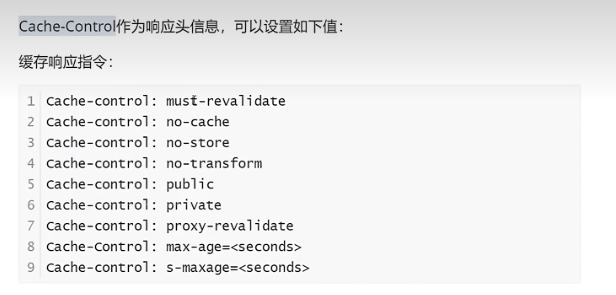 Cache-Control作为响应头信息，可以设置如下值：
缓存响应指令：
1 Cache-control: must-revalidate
2 Cache-control: no-cache
3 Cache-control: no-store
4 Cache-control: no-transform
5 Cache-control: public
6 Cache-control: private
7 Cache-control: proxy-revalidate
8 Cache-control: max-age=<seconds>
9 Cache-control: s-maxage=<seconds>